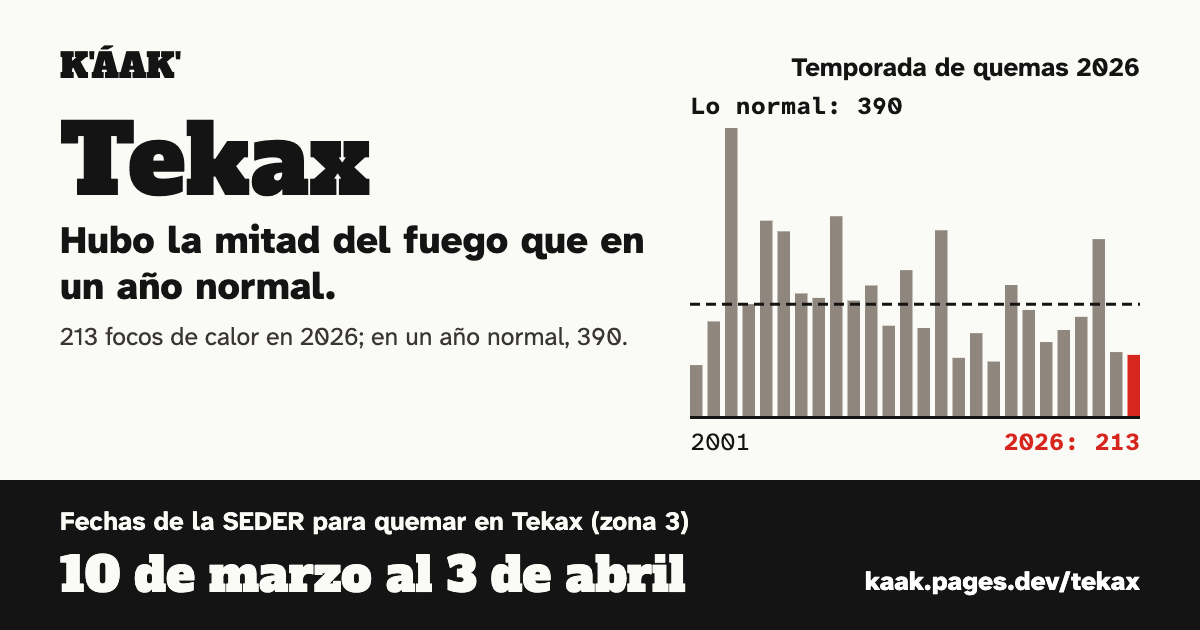 K'ÁAK'
Tekax
Hubo la mitad del fuego que en
un año normal.
213 focos de calor en 2026; en un año normal, 390.
Temporada de quemas 2026
Lo normal: 390
2001
2026: 213
Fechas de la SEDER para quemar en Tekax (zona 3)
10 de marzo al 3 de abril
kaak.pages.dev/tekax